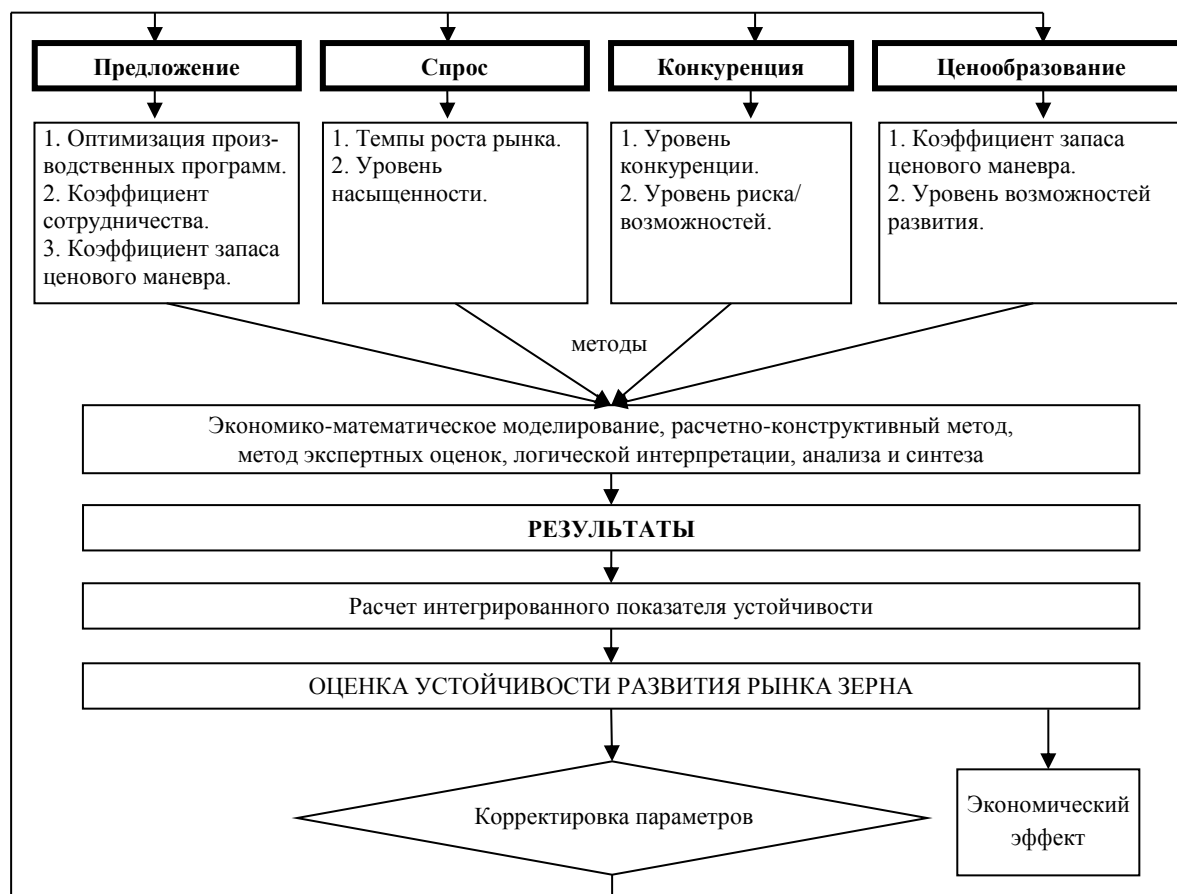 Предложение
Спрос
Конкуренция
Ценообразование
1. Оптимизация произ-
водственных программ.
2. Коэффициент
сотрудничества.
3. Коэффициент запаса
ценового маневра.
1. Темпы роста рынка.
2. Уровень
насыщенности.
1. Уровень
конкуренции.
2. Уровень риска/
возможностей.
1. Коэффициент запаса
ценового маневра.
2. Уровень возможностей
развития.
методы
Экономико-математическое моделирование, расчетно-конструктивный метод,
метод экспертных оценок, логической интерпретации, анализа и синтеза
РЕЗУЛЬТАТЫ
Расчет интегрированного показателя устойчивости
ОЦЕНКА УСТОЙЧИВОСТИ РАЗВИТИЯ РЫНКА ЗЕРНА
Корректировка параметров
Экономический
эффект